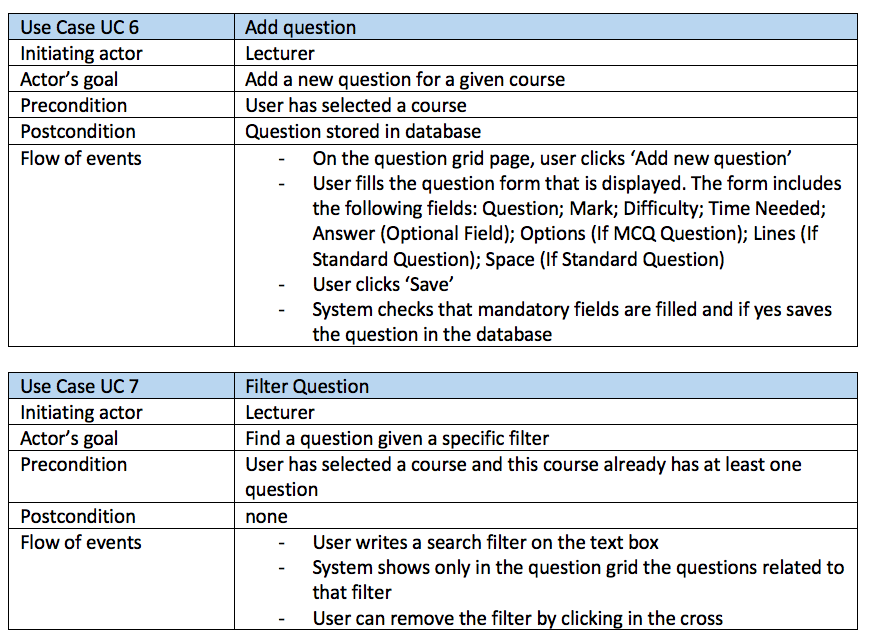 Use Case UC 6 Add question
Initiating actor Lecturer
Actor’s goal Add a new question for a given course
Precondition User has selected a course
Postcondition Question stored in database
Flow of events - On the question grid page, user clicks ‘Add new question’
- User fills the question form that is displayed. The form includes
the following fields: Question; Mark; Difficulty; Time Needed;
Answer (Optional Field); Options (If MCQ Question); Lines (If
Standard Question); Space (If Standard Question)
- User clicks ‘Save’
- System checks that mandatory fields are filled and if yes saves
the question in the database
Use Case UC 7 Filter Question
Initiating actor Lecturer
Actor’s goal Find a question given a specific filter
Precondition User has selected a course and this course already has at least one
question
Postcondition none
Flow of events - User writes a search filter on the text box
- System shows only in the question grid the questions related to
that filter
- User can remove the filter by clicking in the cross